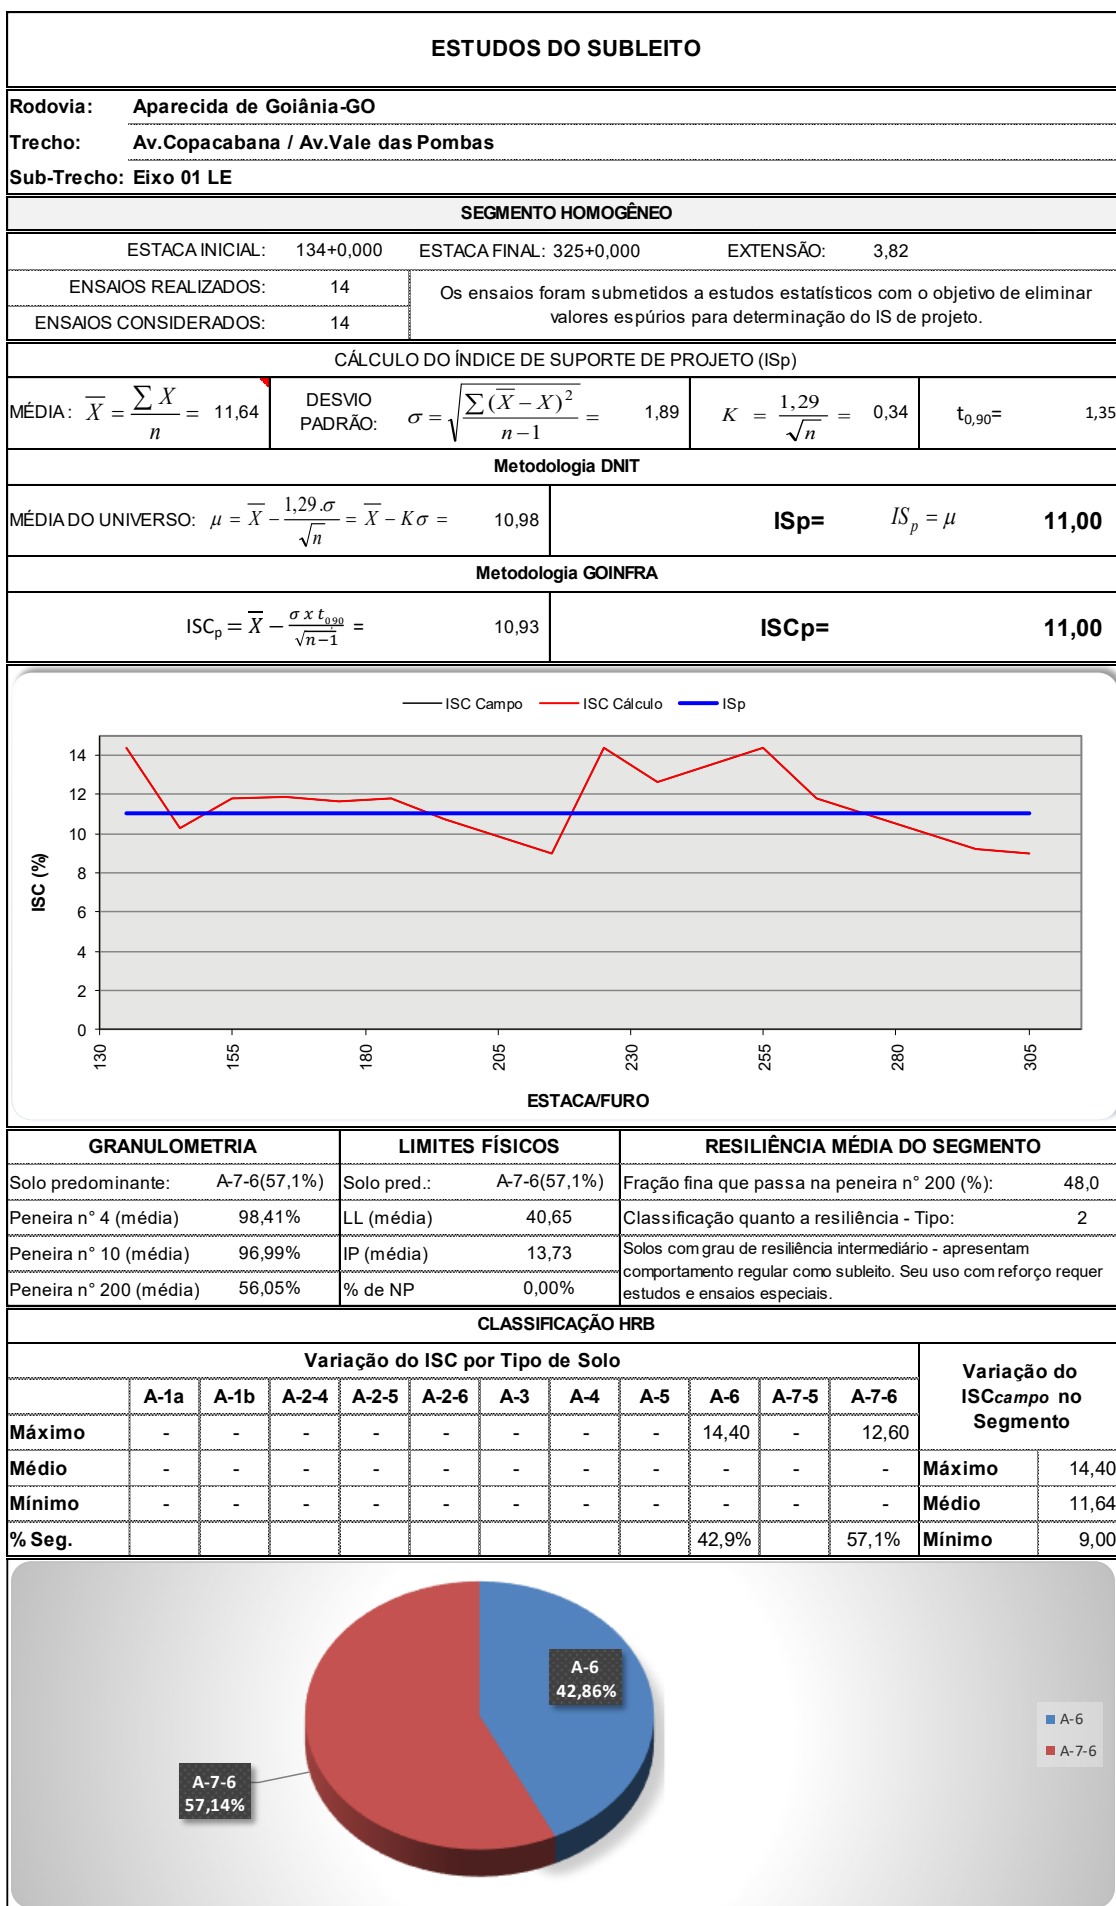 ESTUDOS DO SUBLEITO
Rodovia: Aparecida de Goiânia-GO
Trecho: Av.Copacabana / Av.Vale das Pombas
Sub-Trecho: Eixo 01 LE
SEGMENTO HOMOGÊNEO
ESTACA INICIAL: 134+0,000 ESTACA FINAL: 325+0,000 EXTENSÃO: 3,82
ENSAIOS REALIZADOS: 14
ENSAIOS CONSIDERADOS: 14
Os ensaios foram submetidos a estudos estatísticos com o objetivo de eliminar
valores espúrios para determinação do IS de projeto.
CÁLCULO DO ÍNDICE DE SUPORTE DE PROJETO (ISp)
MÉDIA: X̅ = ∑ X / n = 11,64
DESVIO PADRÃO: σ = √(∑(X̅ − X)² / (n − 1)) = 1,89
K = 1,29 / √n = 0,34
t0,90= 1,35
Metodologia DNIT
MÉDIA DO UNIVERSO: μ = X̅ − 1,29.σ / √n = X̅ − Kσ = 10,98
ISp= ISp = μ 11,00
Metodologia GOINFRA
ISCp = X̅ − σ x t0,90 / √n−1 = 10,93
ISCp= 11,00
ISC Campo ISC Cálculo ISp
ISC (%)
14
12
10
8
6
4
2
0
130 155 180 205 230 255 280 305
ESTACA/FURO
GRANULOMETRIA
Solo predominante: A-7-6(57,1%)
Peneira n° 4 (média) 98,41%
Peneira n° 10 (média) 96,99%
Peneira n° 200 (média) 56,05%
LIMITES FÍSICOS
Solo pred.: A-7-6(57,1%)
LL (média) 40,65
IP (média) 13,73
% de NP 0,00%
RESILIÊNCIA MÉDIA DO SEGMENTO
Fração fina que passa na peneira n° 200 (%): 48,0
Classificação quanto a resiliência - Tipo: 2
Solos com grau de resiliência intermediário - apresentam
comportamento regular como subleito. Seu uso com reforço requer
estudos e ensaios especiais.
CLASSIFICAÇÃO HRB
Variação do ISC por Tipo de Solo
A-1a A-1b A-2-4 A-2-5 A-2-6 A-3 A-4 A-5 A-6 A-7-5 A-7-6
Máximo - - - - - - - - 14,40 - 12,60
Médio - - - - - - - - - - -
Mínimo - - - - - - - - - - -
% Seg. 42,9% 57,1%
Variação do
ISCcampo no
Segmento
Máximo 14,40
Médio 11,64
Mínimo 9,00
A-6
42,86%
A-7-6
57,14%
A-6
A-7-6